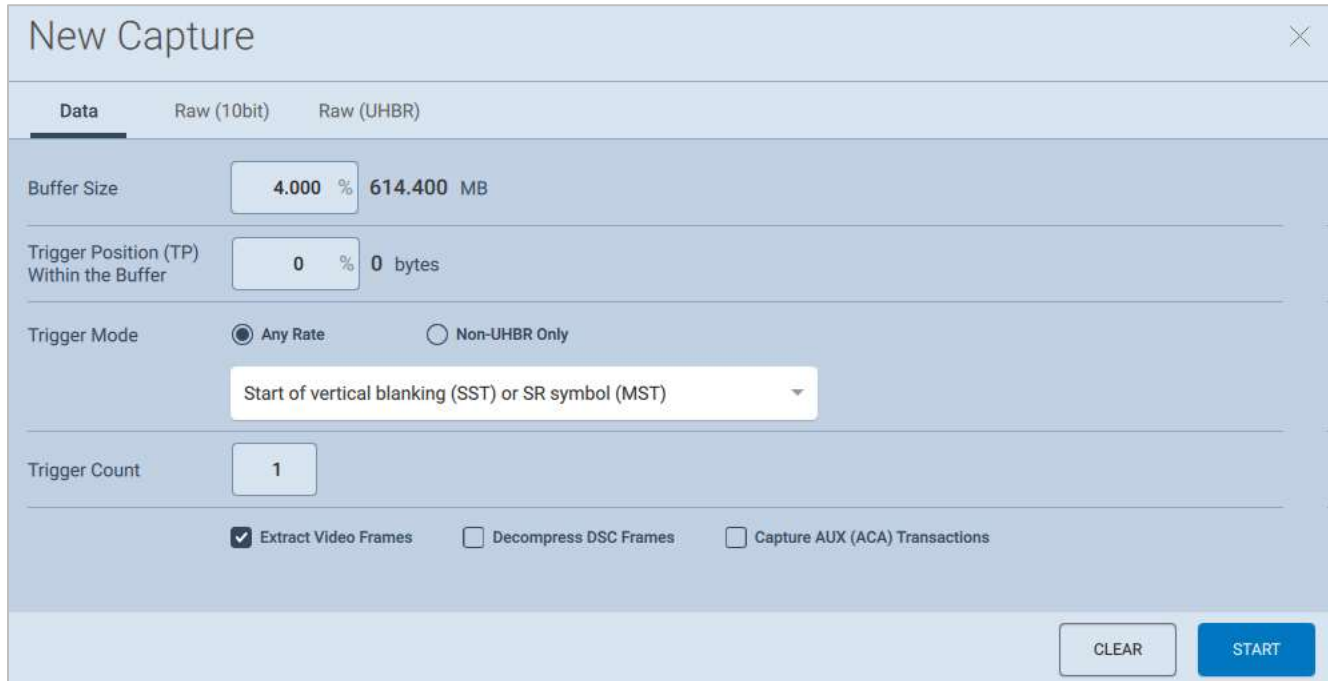 New Capture
Data Raw (10bit) Raw (UHBR)
Buffer Size 4.000 % 614.400 MB
Trigger Position (TP)
Within the Buffer 0 % 0 bytes
Trigger Mode Any Rate Non-UHBR Only
Start of vertical blanking (SST) or SR symbol (MST)
Trigger Count 1
Extract Video Frames Decompress DSC Frames Capture AUX (ACA) Transactions
CLEAR START